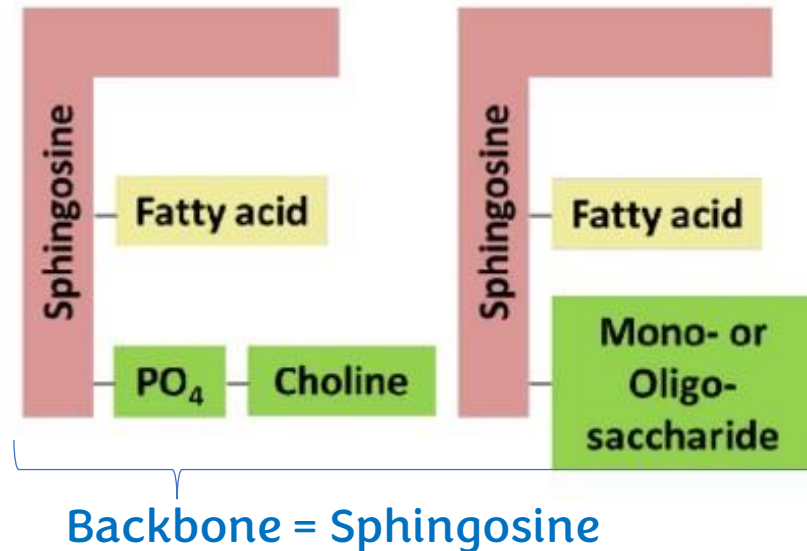 Sphingosine
Fatty acid
PO₄
Choline
Sphingosine
Fatty acid
Mono- or
Oligo-
saccharide
Backbone = Sphingosine